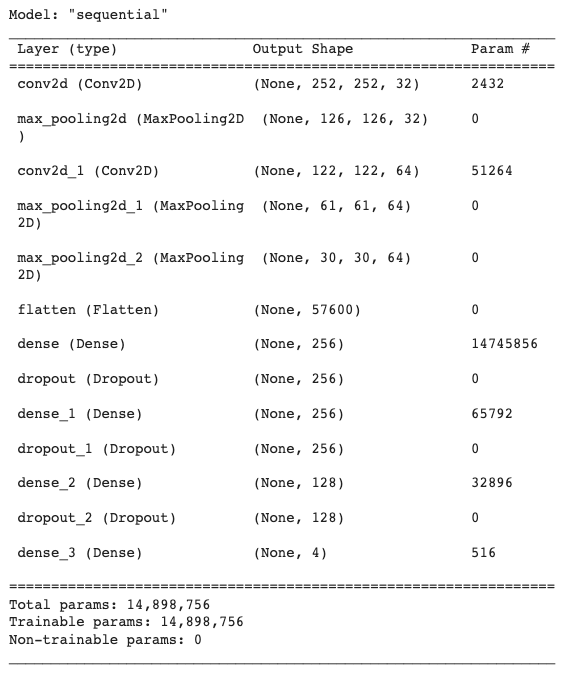 Model: "sequential"
Layer (type) Output Shape Param #
conv2d (Conv2D) (None, 252, 252, 32) 2432
max_pooling2d (MaxPooling2D (None, 126, 126, 32) 0
)
conv2d_1 (Conv2D) (None, 122, 122, 64) 51264
max_pooling2d_1 (MaxPooling (None, 61, 61, 64) 0
2D)
max_pooling2d_2 (MaxPooling (None, 30, 30, 64) 0
2D)
flatten (Flatten) (None, 57600) 0
dense (Dense) (None, 256) 14745856
dropout (Dropout) (None, 256) 0
dense_1 (Dense) (None, 256) 65792
dropout_1 (Dropout) (None, 256) 0
dense_2 (Dense) (None, 128) 32896
dropout_2 (Dropout) (None, 128) 0
dense_3 (Dense) (None, 4) 516
Total params: 14,898,756
Trainable params: 14,898,756
Non-trainable params: 0